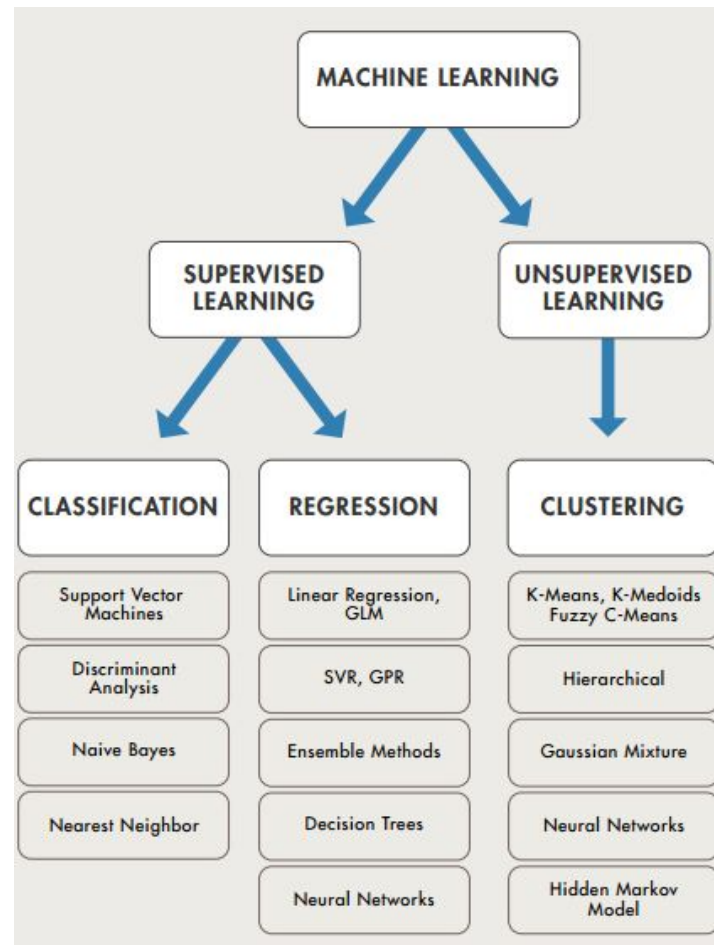 MACHINE LEARNING
SUPERVISED
LEARNING
UNSUPERVISED
LEARNING
CLASSIFICATION
Support Vector
Machines
Discriminant
Analysis
Naive Bayes
Nearest Neighbor
REGRESSION
Linear Regression,
GLM
SVR, GPR
Ensemble Methods
Decision Trees
Neural Networks
CLUSTERING
K-Means, K-Medoids
Fuzzy C-Means
Hierarchical
Gaussian Mixture
Neural Networks
Hidden Markov
Model